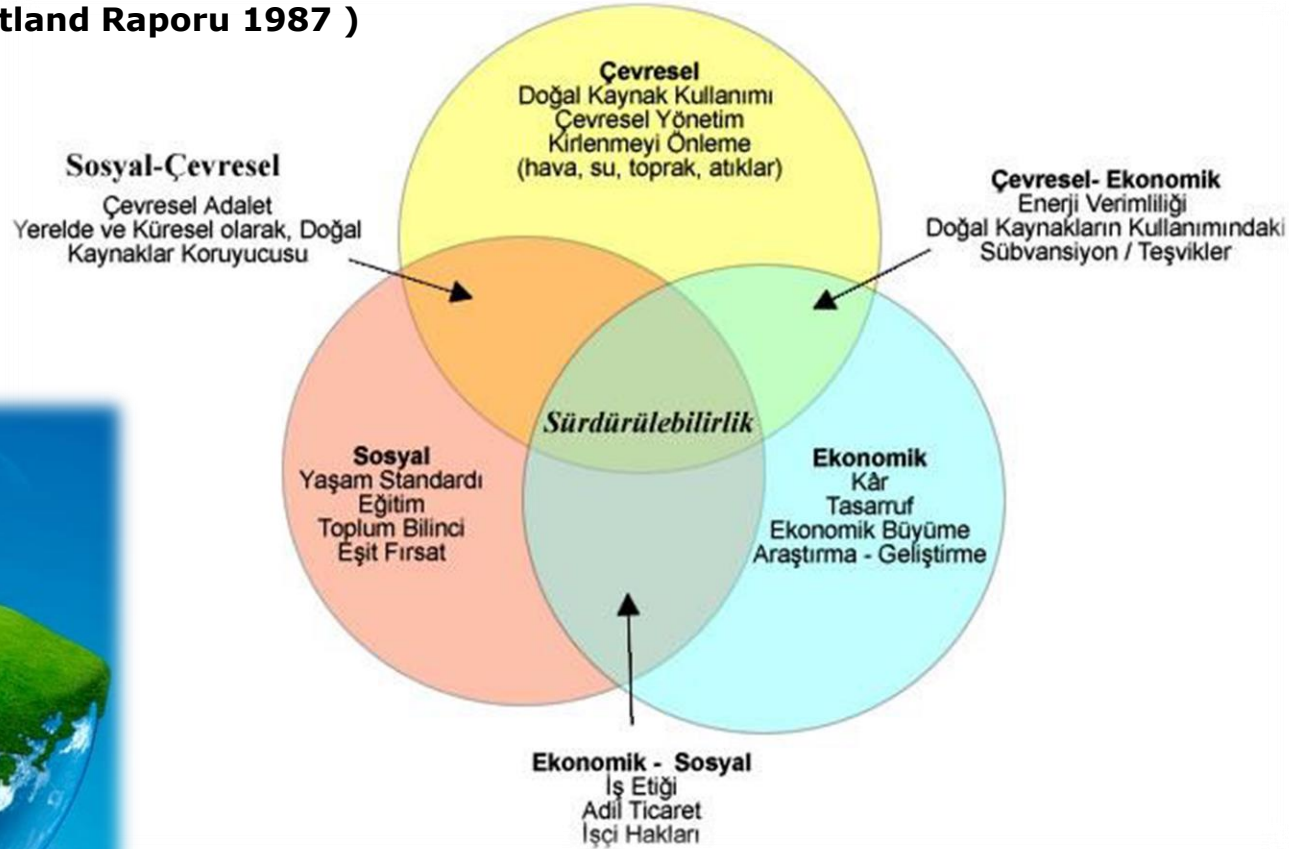 tland Raporu 1987 )
Çevresel
Doğal Kaynak Kullanımı
Çevresel Yönetim
Kirlenmeyi Önleme
(hava, su, toprak, atıklar)
Sosyal-Çevresel
Çevresel Adalet
Yerelde ve Küresel olarak, Doğal
Kaynaklar Koruyucusu
Çevresel- Ekonomik
Enerji Verimliliği
Doğal Kaynakların Kullanımındaki
Sübvansiyon / Teşvikler
Sürdürülebilirlik
Sosyal
Yaşam Standardı
Eğitim
Toplum Bilinci
Eşit Fırsat
Ekonomik
Kâr
Tasarruf
Ekonomik Büyüme
Araştırma - Geliştirme
Ekonomik - Sosyal
İş Etiği
Adil Ticaret
İşçi Hakları